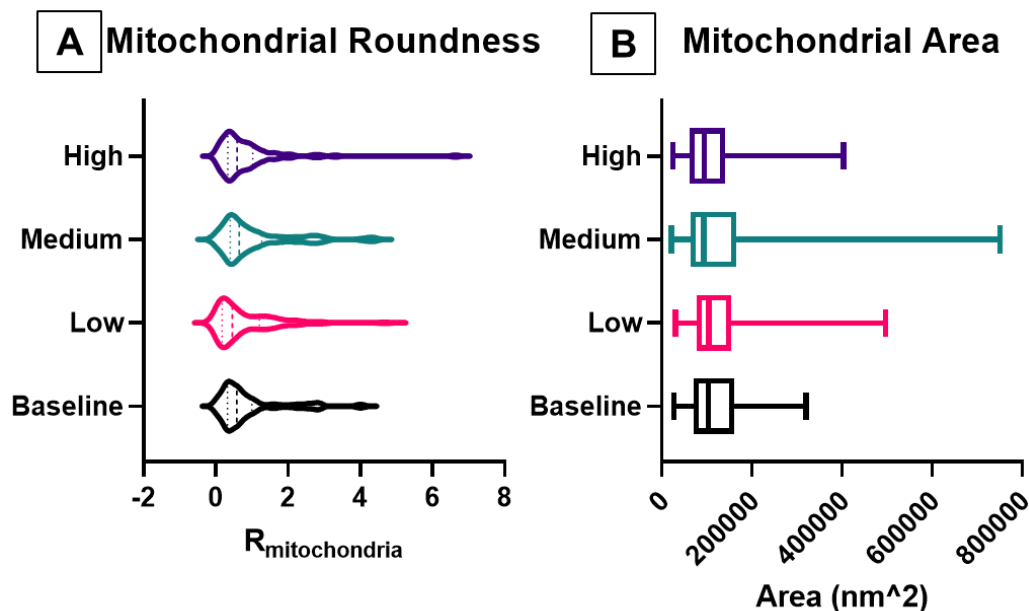 A Mitochondrial Roundness
High
Medium
Low
Baseline
-2 0 2 4 6 8
Rmitochondria
B Mitochondrial Area
High
Medium
Low
Baseline
0 200000 400000 600000 800000
Area (nm^2)